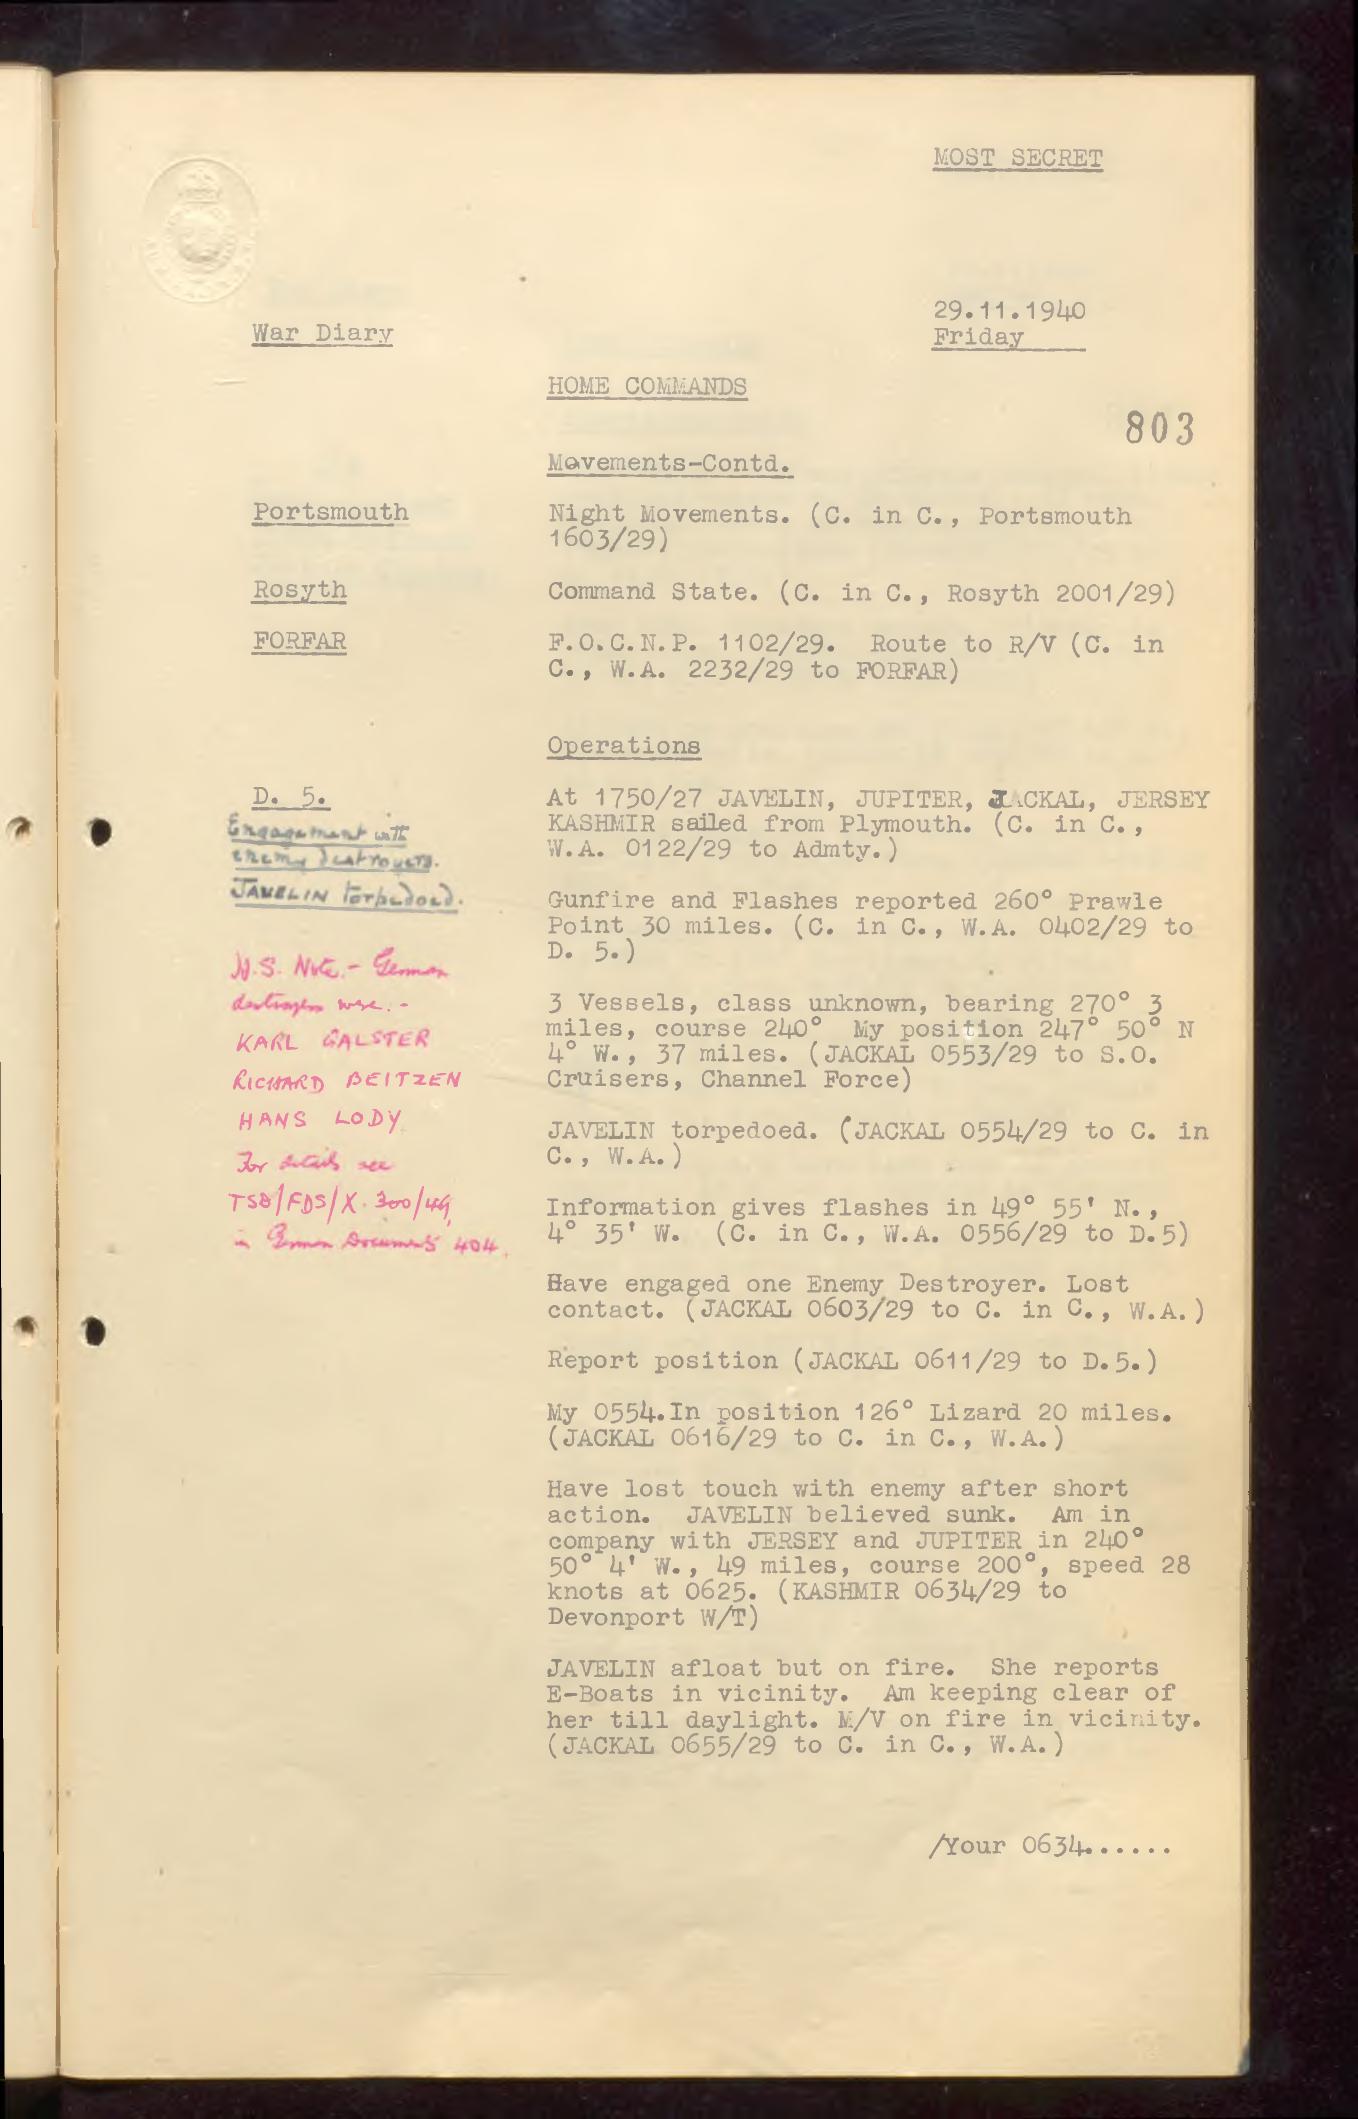 MOST SECRET
29.11.1940
War Diary
Friday
HOME COMMANDS
803
Movements-Contd.
Portsmouth
Night Movements. (C. in C., Portsmouth
1603/29)
Rosyth
Command State. (C. in C., Rosyth 2001/29)
FORFAR
F.O.C.N.P. 1102/29. Route to R/V (C. in
C., W.A. 2232/29 to FORFAR)
Operations
D. 5.
Engagement with
enemy destroyers.
JAVELIN torpedoed.
H.S. Note.- German
destroyers were:-
KARL GALSTER
RICHARD BEITZEN
HANS LODY
For details see
TSD/FDS/X.300/49,
in German Documents 404.
At 1750/27 JAVELIN, JUPITER, JACKAL, JERSEY
KASHMIR sailed from Plymouth. (C. in C.,
W.A. 0122/29 to Admty.)
Gunfire and Flashes reported 260° Prawle
Point 30 miles. (C. in C., W.A. 0402/29 to
D. 5.)
3 Vessels, class unknown, bearing 270° 3
miles, course 240° My position 247° 50° N
4° W., 37 miles. (JACKAL 0553/29 to S.O.
Cruisers, Channel Force)
JAVELIN torpedoed. (JACKAL 0554/29 to C. in
C., W.A.)
Information gives flashes in 49° 55' N.,
4° 35' W. (C. in C., W.A. 0556/29 to D.5)
Have engaged one Enemy Destroyer. Lost
contact. (JACKAL 0603/29 to C. in C., W.A.)
Report position (JACKAL 0611/29 to D.5.)
My 0554.In position 126° Lizard 20 miles.
(JACKAL 0616/29 to C. in C., W.A.)
Have lost touch with enemy after short
action. JAVELIN believed sunk. Am in
company with JERSEY and JUPITER in 240°
50° 4' W., 49 miles, course 200°, speed 28
knots at 0625. (KASHMIR 0634/29 to
Devonport W/T)
JAVELIN afloat but on fire. She reports
E-Boats in vicinity. Am keeping clear of
her till daylight. M/V on fire in vicinity.
(JACKAL 0655/29 to C. in C., W.A.)
/Your 0634......